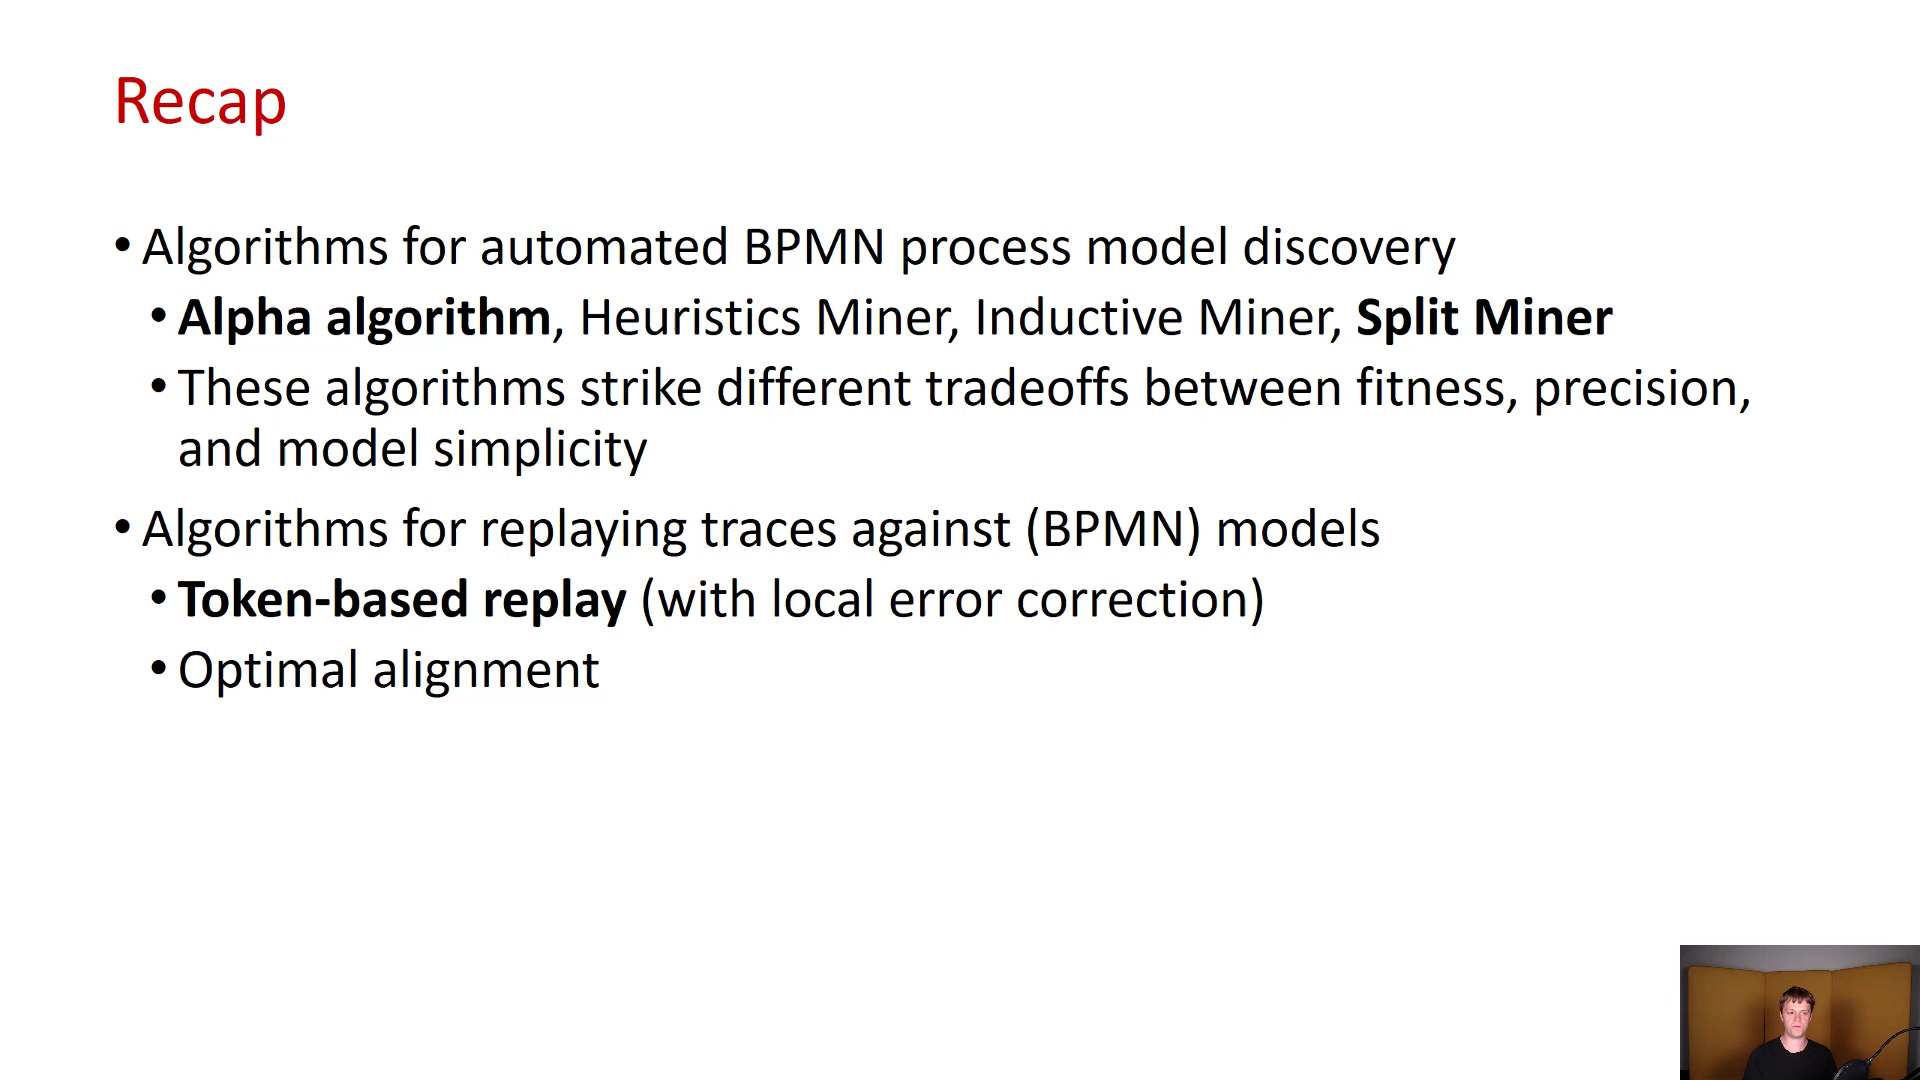 Recap
• Algorithms for automated BPMN process model discovery
• Alpha algorithm, Heuristics Miner, Inductive Miner, Split Miner
• These algorithms strike different tradeoffs between fitness, precision,
and model simplicity
• Algorithms for replaying traces against (BPMN) models
• Token-based replay (with local error correction)
• Optimal alignment